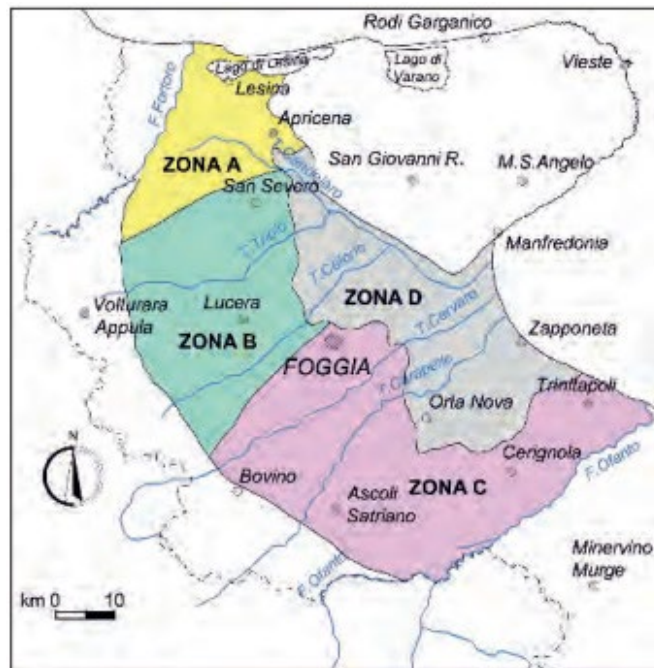 Rodi Garganico
Lago di Lesina
Lago di
Varano
Vieste
Lesina
F. Fortore
Apricena
ZONA A
San Giovanni R.
M.S.Angelo
Candelaro
San Severo
T.Triolo
Manfredonia
T.Celone
ZONA D
Volturara
Appula
Lucera
T.Cervaro
ZONA B
Zapponeta
FOGGIA
T.Carapelle
Trinitapoli
Orta Nova
N
Cerignola
Bovino
ZONA C
F.Ofanto
Ascoli
Satriano
F.Ofanto
Minervino
Murge
km 0 10